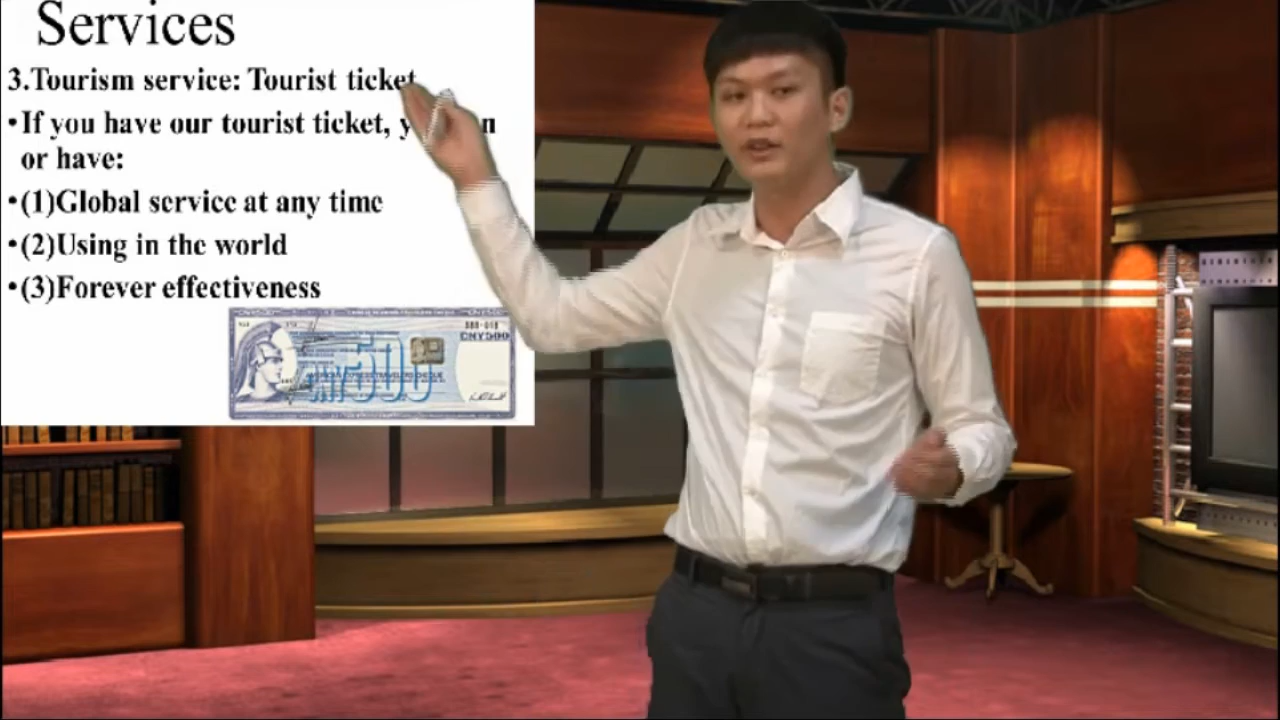 Services
3.Tourism service: Tourist ticket
•If you have our tourist ticket,
or have:
•(1)Global service at any time
•(2)Using in the world
•(3)Forever effectiveness
CNY500
CNY500